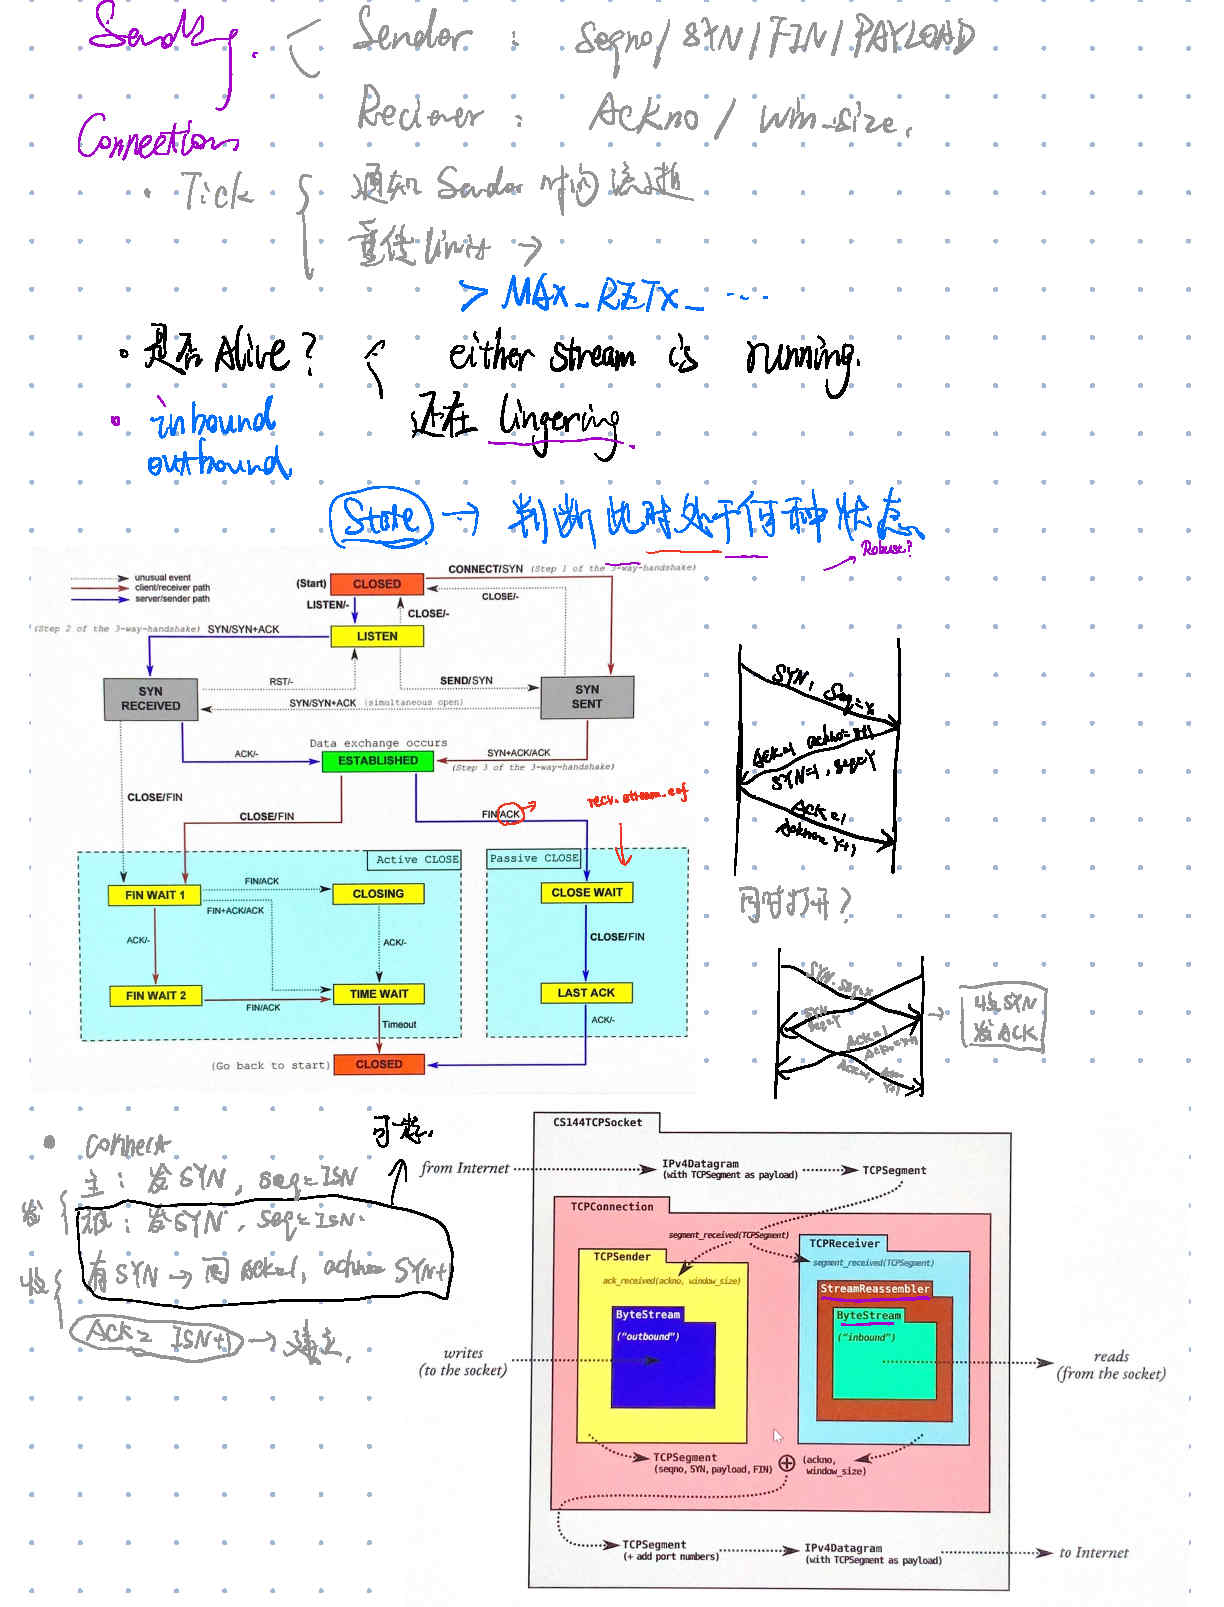 Sending.
Sender : Seqno / SYN / FIN / PAYLOAD
Reciever : Ackno / win_size.
Connection
· Tick
通知 Sender 时间流逝
重传limit →
> MAX_RETX_ ...
· 是否Alive? either stream is running.
还在 lingering.
· inbound
outbound
State → 判断此时处于何种状态
Robust?
unusual event
client/receiver path
server/sender path
(Start)
CLOSED
CONNECT/SYN (Step 1 of the 3-way-handshake)
CLOSE/-
LISTEN/-
CLOSE/-
(Step 2 of the 3-way-handshake) SYN/SYN+ACK
LISTEN
RST/-
SEND/SYN
SYN RECEIVED
SYN SENT
SYN/SYN+ACK (simultaneous open)
Data exchange occurs
ACK/-
ESTABLISHED
SYN+ACK/ACK
(Step 3 of the 3-way-handshake)
CLOSE/FIN
CLOSE/FIN
FIN/ACK
recv.stream.eof
Active CLOSE
Passive CLOSE
FIN WAIT 1
FIN/ACK
CLOSING
CLOSE WAIT
FIN+ACK/ACK
ACK/-
ACK/-
CLOSE/FIN
FIN WAIT 2
FIN/ACK
TIME WAIT
LAST ACK
Timeout
ACK/-
(Go back to start)
CLOSED
SYN, Seq=x
Ack=1 ackno=x+1
SYN=1, seq=Y
Ack=1
Ackno=Y+1
同时打开?
SYN, Seq=x
SYN
Seq=Y
Ack=1
Ackno=x+1
Ack=1,
Y+1
收SYN
发ACK
· connect
可能.
发
主: 发SYN, seq=ISN
被: 发SYN, seq=ISN.
收
有SYN → 回 Ack=1, ackno= SYN+1
ACK= ISN+1 → 建立.
CS144TCPSocket
from Internet
IPv4Datagram
(with TCPSegment as payload)
TCPSegment
TCPConnection
segment_received(TCPSegment)
TCPSender
TCPReceiver
ack_received(ackno, window_size)
segment_received(TCPSegment)
StreamReassembler
ByteStream
("outbound")
ByteStream
("inbound")
writes
(to the socket)
reads
(from the socket)
TCPSegment
(seqno, SYN, payload, FIN)
(ackno,
window_size)
TCPSegment
(+ add port numbers)
IPv4Datagram
(with TCPSegment as payload)
to Internet